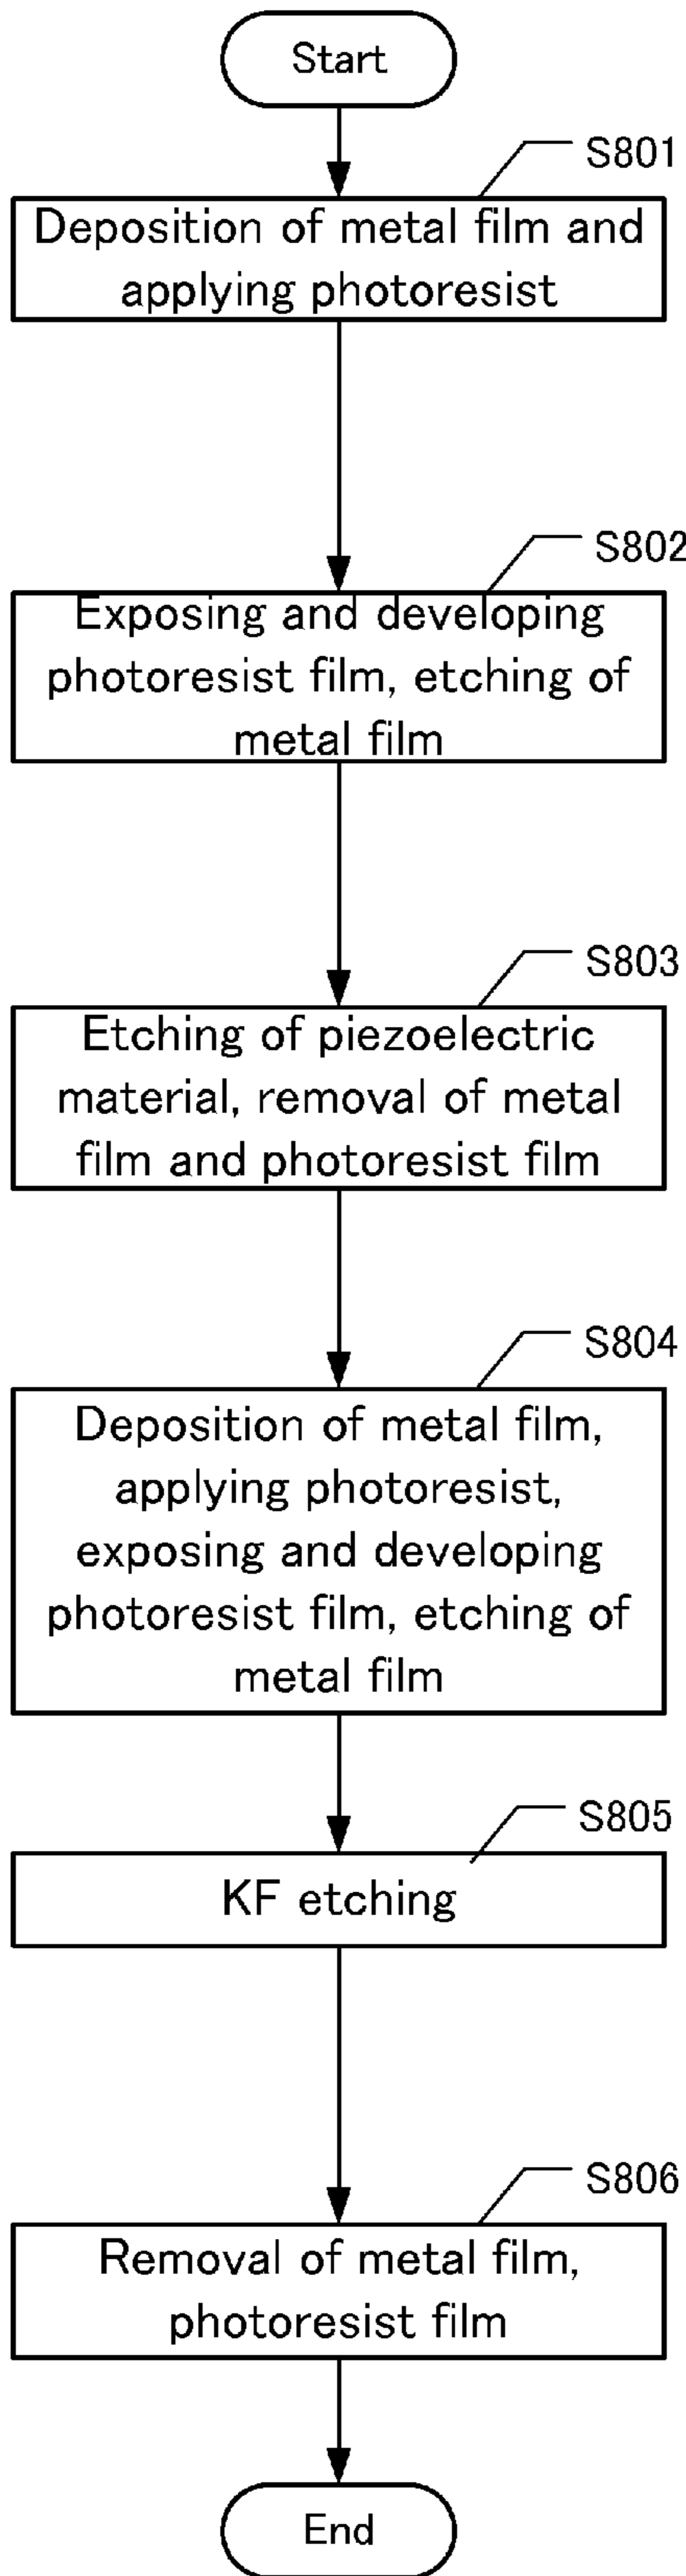 Start
S801
Deposition of metal film and
applying photoresist
S802
Exposing and developing
photoresist film, etching of
metal film
S803
Etching of piezoelectric
material, removal of metal
film and photoresist film
S804
Deposition of metal film,
applying photoresist,
exposing and developing
photoresist film, etching of
metal film
S805
KF etching
S806
Removal of metal film,
photoresist film
End